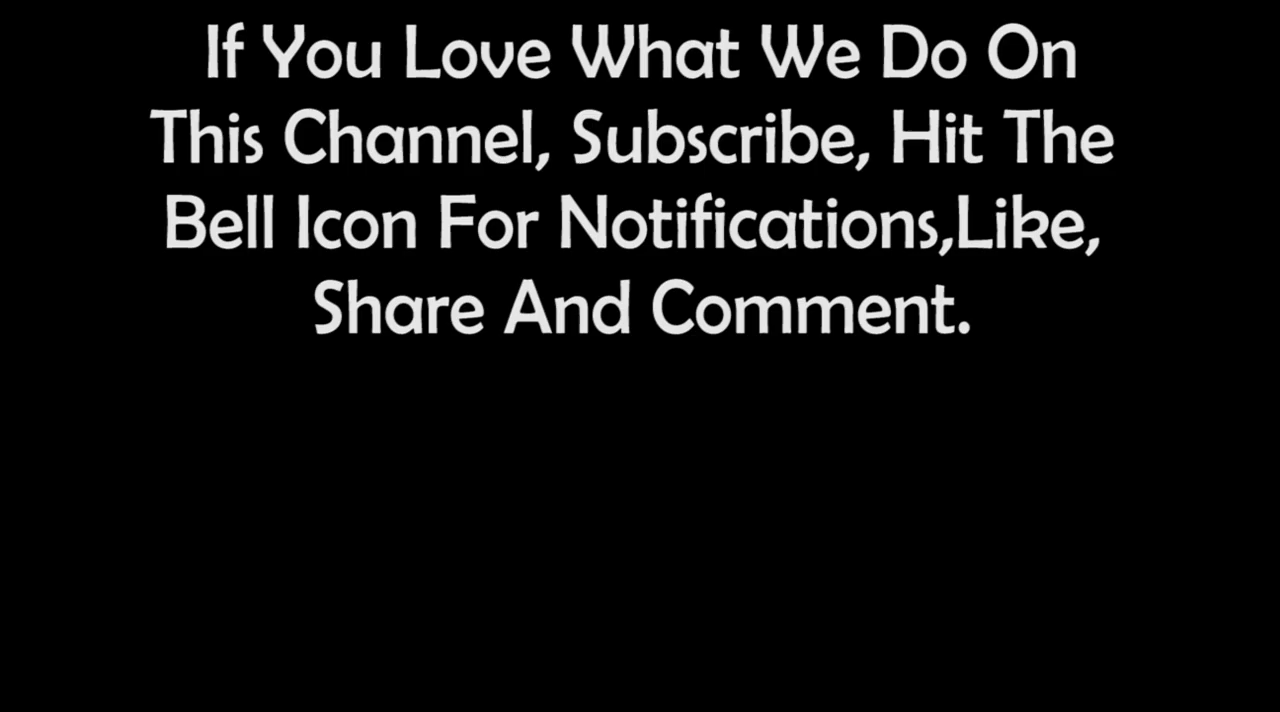 If You Love What We Do On
This Channel, Subscribe, Hit The
Bell Icon For Notifications,Like,
Share And Comment.